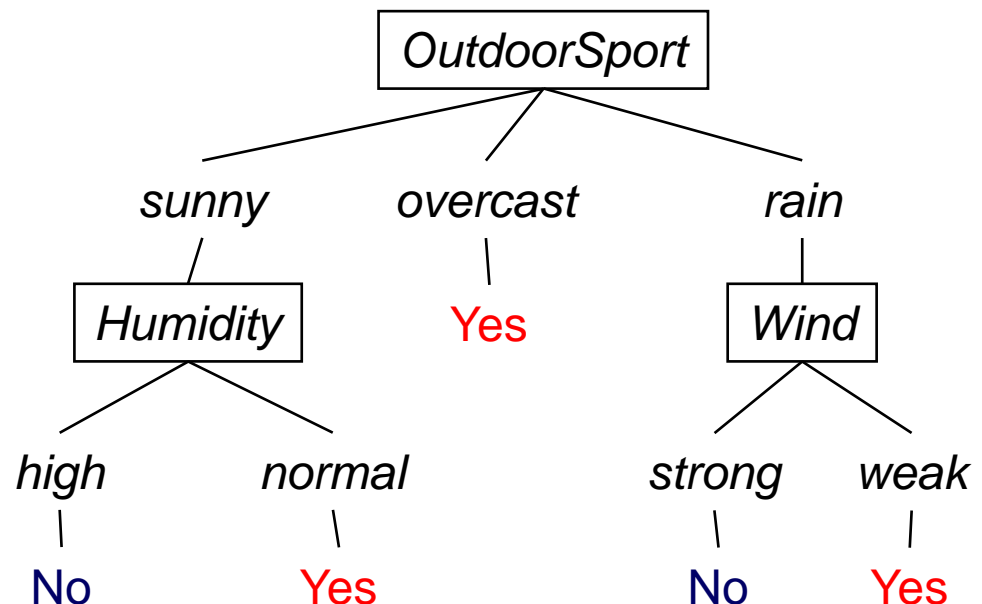 OutdoorSport
sunny overcast rain
Humidity Yes Wind
high normal strong weak
No Yes No Yes